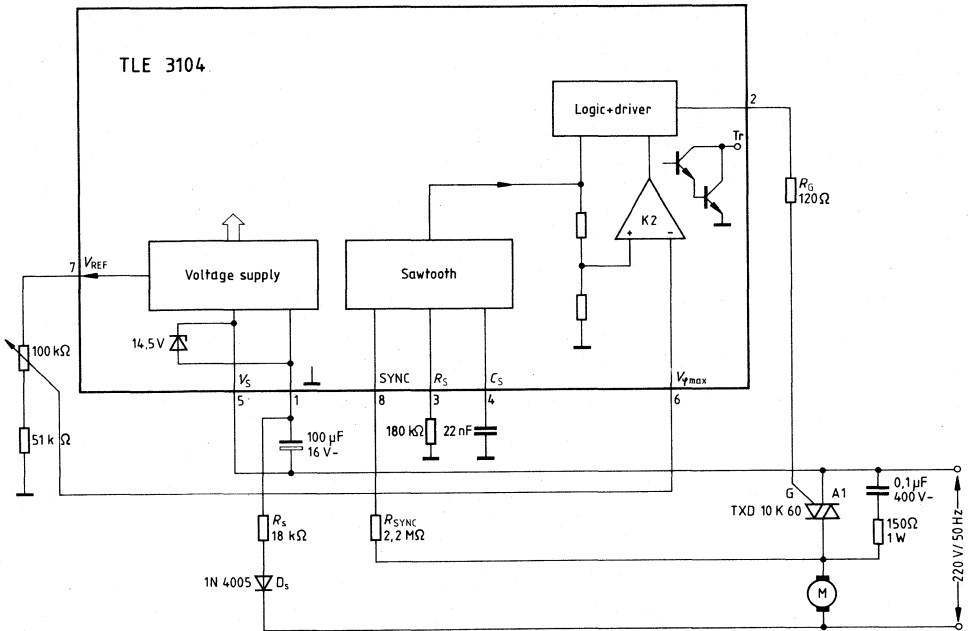 TLE 3104
Logic+driver
2
Tr
R_G
120Ω
K2
+ −
7
V_REF
Voltage supply
Sawtooth
14,5V
100 kΩ
V_S
SYNC
R_S
C_S
V_φmax
5
1
8
3
4
6
51 k Ω
100 µF
16 V–
180 kΩ
22 nF
R_s
18 kΩ
R_SYNC
2,2 MΩ
G
A1
TXD 10 K 60
0,1 µF
400 V–
150Ω
1 W
220 V/ 50 Hz
1N 4005
D_s
M